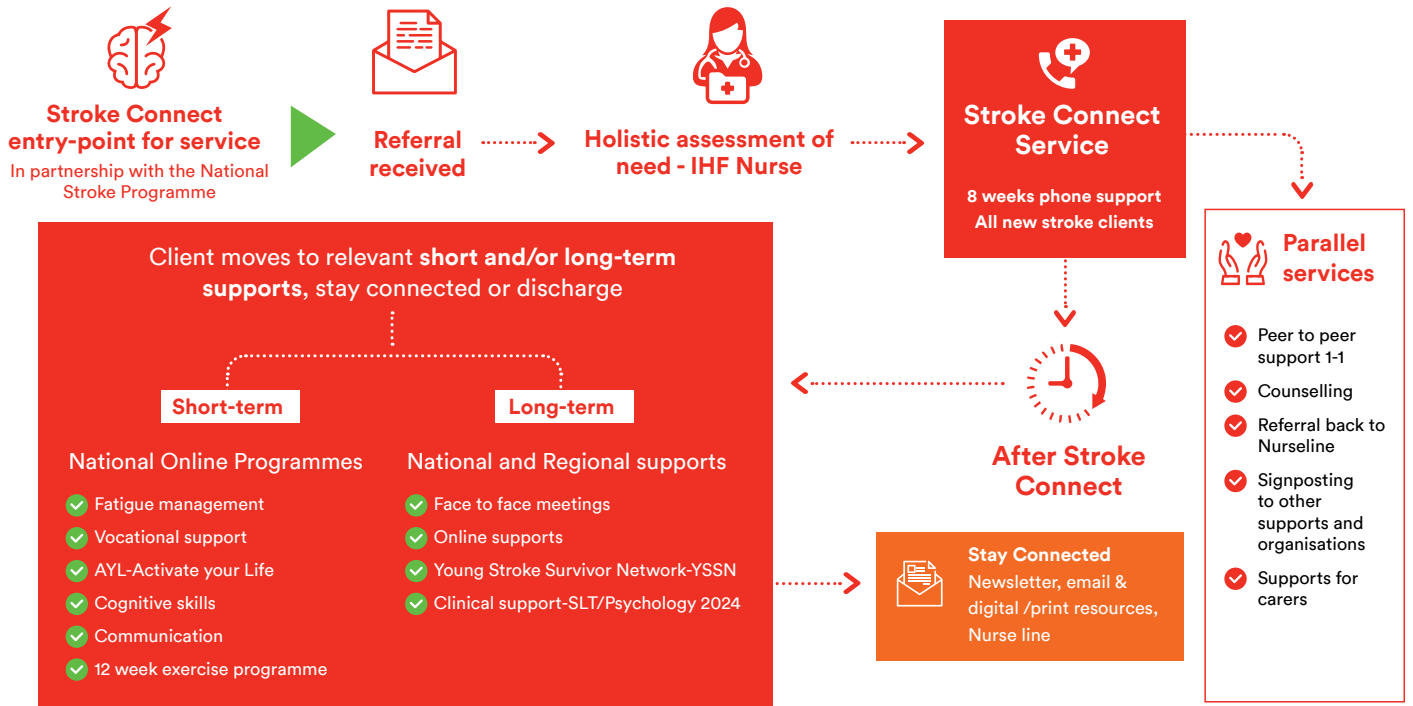 Stroke Connect
entry-point for service
In partnership with the National
Stroke Programme
Referral
received
Holistic assessment of
need - IHF Nurse
Stroke Connect
Service
8 weeks phone support
All new stroke clients
Parallel
services
Peer to peer
support 1-1
Counselling
Referral back to
Nurseline
Signposting
to other
supports and
organisations
Supports for
carers
After Stroke
Connect
Client moves to relevant short and/or long-term
supports, stay connected or discharge
Short-term
National Online Programmes
Fatigue management
Vocational support
AYL-Activate your Life
Cognitive skills
Communication
12 week exercise programme
Long-term
National and Regional supports
Face to face meetings
Online supports
Young Stroke Survivor Network-YSSN
Clinical support-SLT/Psychology 2024
Stay Connected
Newsletter, email &
digital /print resources,
Nurse line